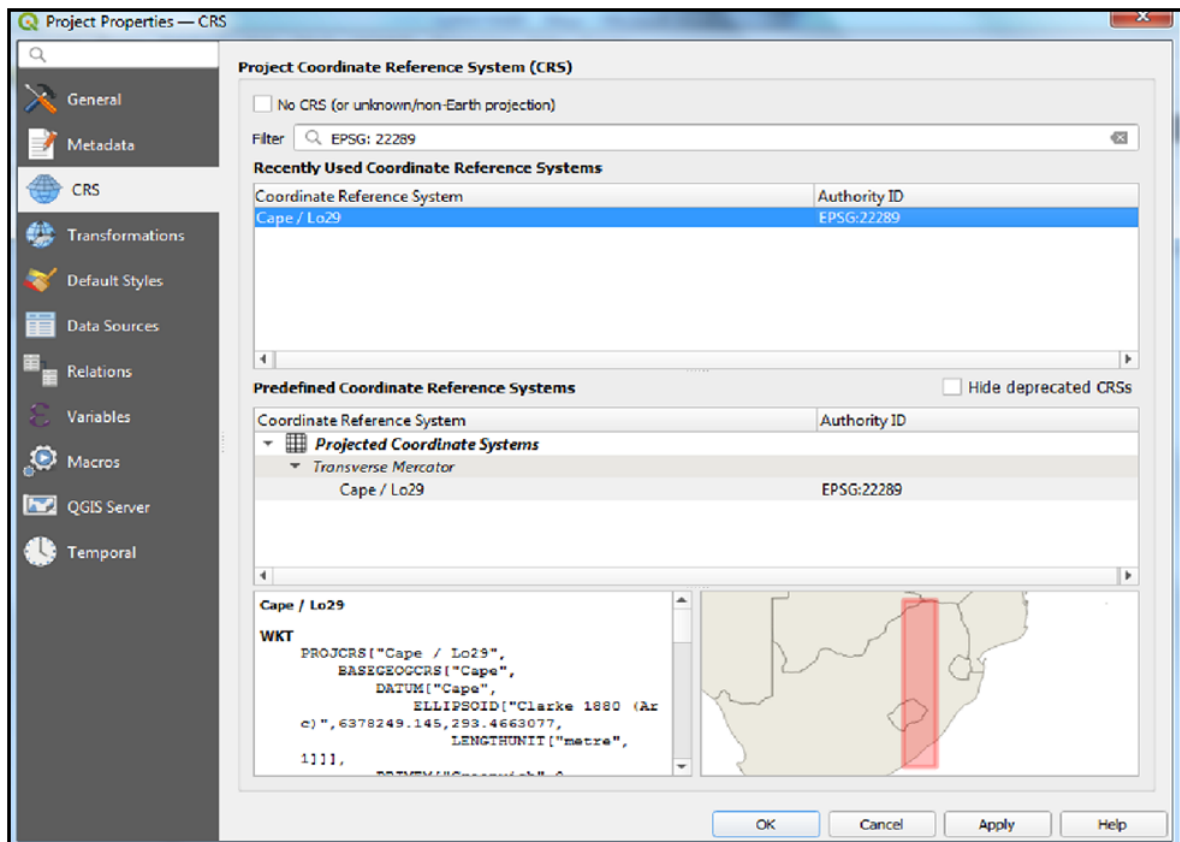 Project Properties — CRS
General
Metadata
CRS
Transformations
Default Styles
Data Sources
Relations
Variables
Macros
QGIS Server
Temporal
Project Coordinate Reference System (CRS)
No CRS (or unknown/non-Earth projection)
Filter EPSG: 22289
Recently Used Coordinate Reference Systems
Coordinate Reference System Authority ID
Cape / Lo29 EPSG:22289
Predefined Coordinate Reference Systems Hide deprecated CRSs
Coordinate Reference System Authority ID
Projected Coordinate Systems
Transverse Mercator
Cape / Lo29 EPSG:22289
Cape / Lo29
WKT
PROJCRS["Cape / Lo29",
BASEGEOGCRS["Cape",
DATUM["Cape",
ELLIPSOID["Clarke 1880 (Ar
c)",6378249.145,293.4663077,
LENGTHUNIT["metre",
1]]],
OK Cancel Apply Help